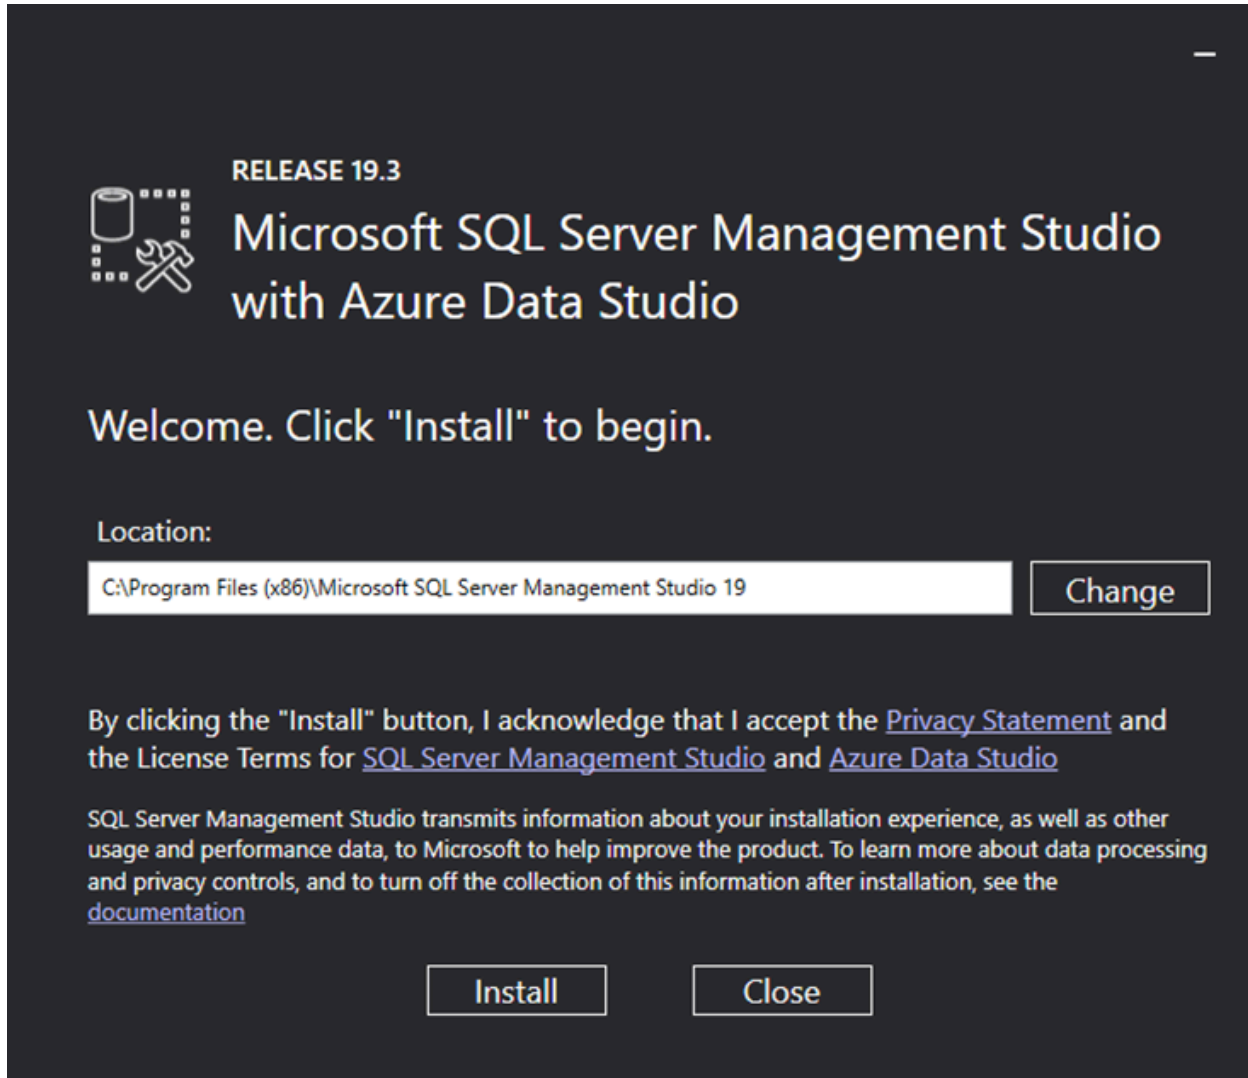 RELEASE 19.3
Microsoft SQL Server Management Studio
with Azure Data Studio
Welcome. Click "Install" to begin.
Location:
C:\Program Files (x86)\Microsoft SQL Server Management Studio 19
Change
By clicking the "Install" button, I acknowledge that I accept the Privacy Statement and
the License Terms for SQL Server Management Studio and Azure Data Studio
SQL Server Management Studio transmits information about your installation experience, as well as other
usage and performance data, to Microsoft to help improve the product. To learn more about data processing
and privacy controls, and to turn off the collection of this information after installation, see the
documentation
Install
Close